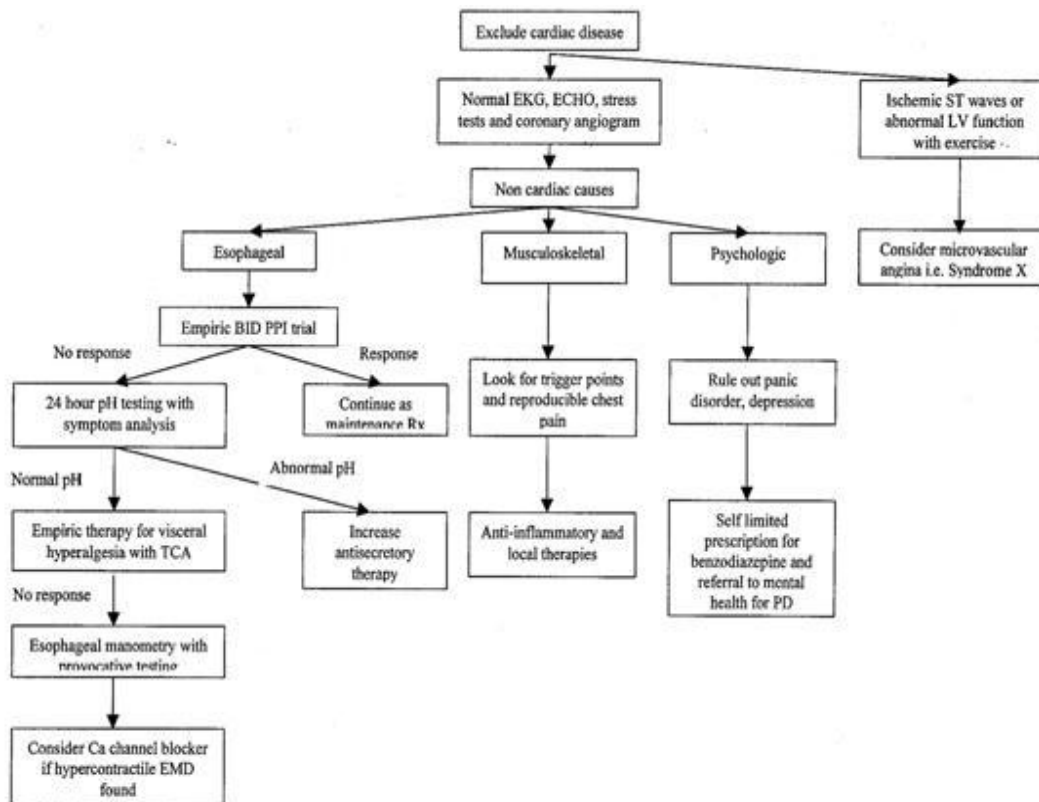 Exclude cardiac disease
Normal EKG, ECHO, stress
tests and coronary angiogram
Ischemic ST waves or
abnormal LV function
with exercise
Non cardiac causes
Esophageal
Musculoskeletal
Psychologic
Consider microvascular
angina i.e. Syndrome X
Empiric BID PPI trial
No response
Response
24 hour pH testing with
symptom analysis
Continue as
maintenance Rx
Look for trigger points
and reproducible chest
pain
Rule out panic
disorder, depression
Normal pH
Abnormal pH
Empiric therapy for visceral
hyperalgesia with TCA
Increase
antisecretory
therapy
Anti-inflammatory and
local therapies
Self limited
prescription for
benzodiazepine and
referral to mental
health for PD
No response
Esophageal manometry with
provocative testing
Consider Ca channel blocker
if hypercontractile EMD
found